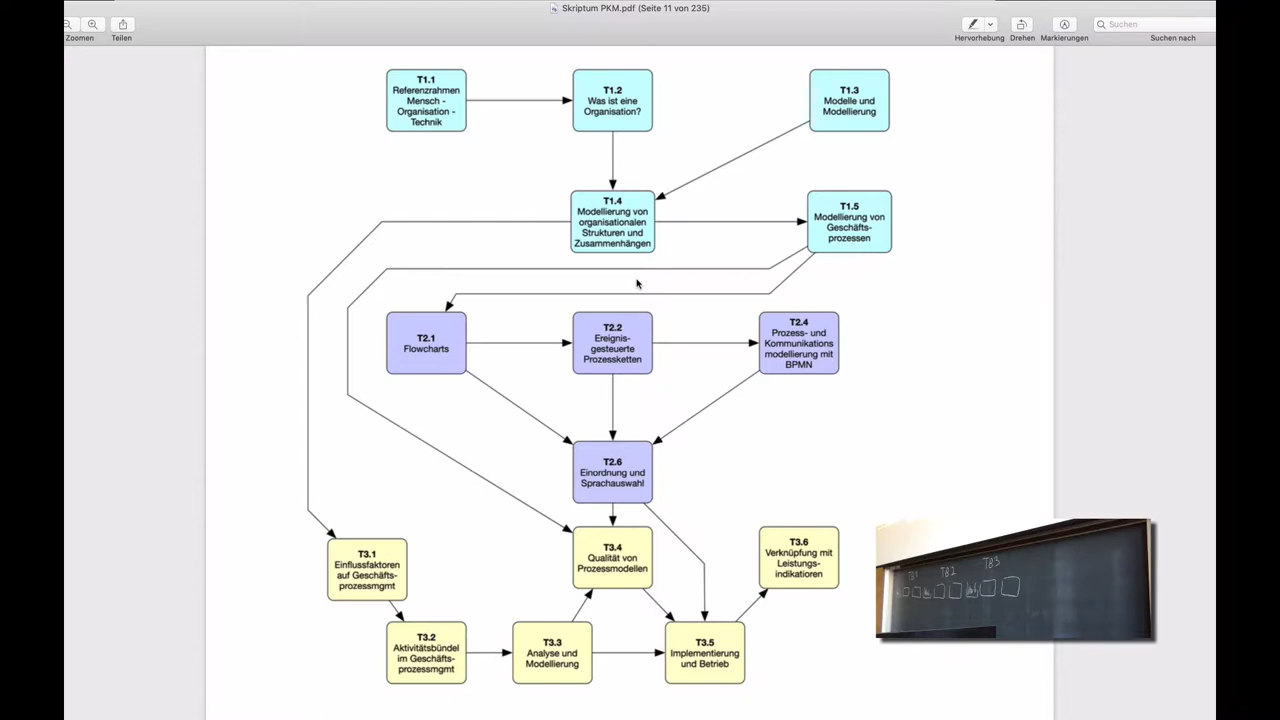 Skriptum PKM.pdf (Seite 11 von 235)
Suchen
Zoomen
Teilen
Hervorhebung
Drehen
Markierungen
Suchen nach
T1.1
Referenzrahmen
Mensch -
Organisation -
Technik
T1.2
Was ist eine
Organisation?
T1.3
Modelle und
Modellierung
T1.4
Modellierung von
organisationalen
Strukturen und
Zusammenhängen
T1.5
Modellierung von
Geschäfts-
prozessen
T2.1
Flowcharts
T2.2
Ereignis-
gesteuerte
Prozessketten
T2.4
Prozess- und
Kommunikations
modellierung mit
BPMN
T2.6
Einordnung und
Sprachauswahl
T3.1
Einflussfaktoren
auf Geschäfts-
prozessmgmt
T3.4
Qualität von
Prozessmodellen
T3.6
Verknüpfung mit
Leistungs-
indikatioren
T3.2
Aktivitätsbündel
im Geschäfts-
prozessmgmt
T3.3
Analyse und
Modellierung
T3.5
Implementierung
und Betrieb
TB1
TB2
TB3